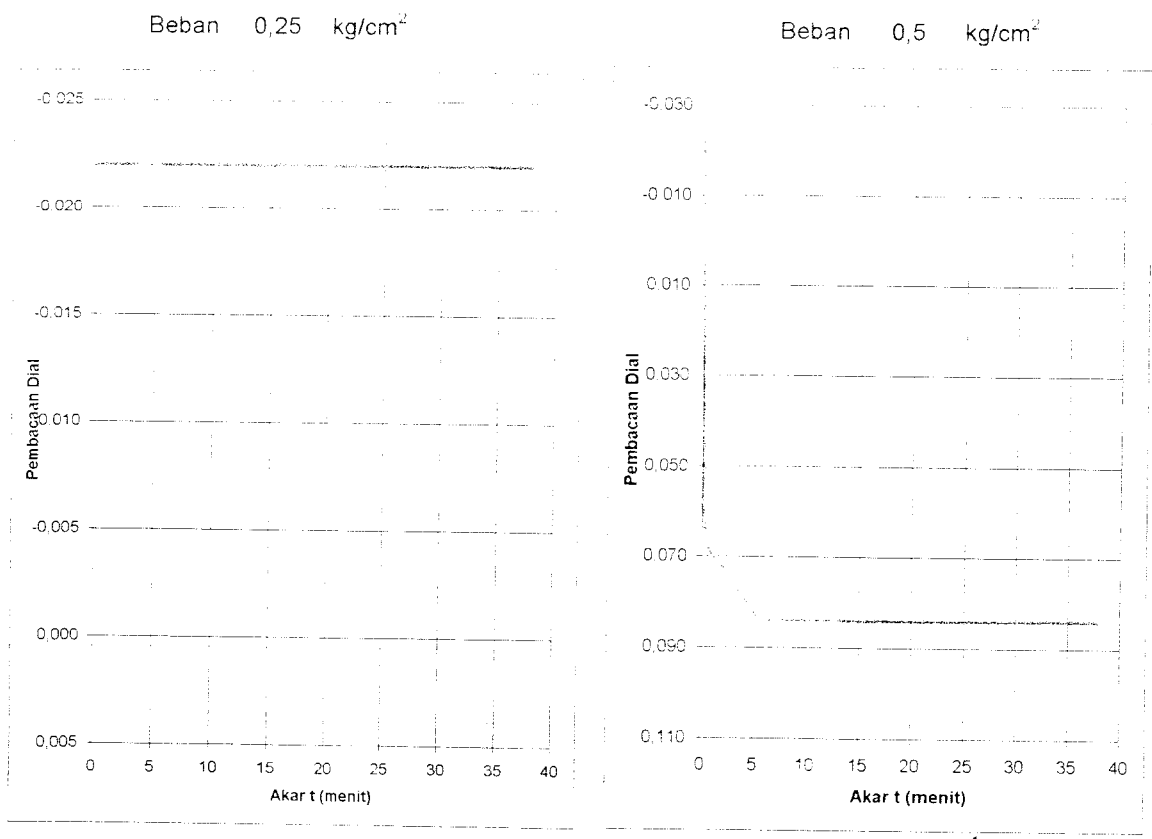 Beban 0,25 kg/cm²
-0.025
-0.020
-0.015
-0.010
-0,005
0,000
0,005
Pembacaan Dial
0 5 10 15 20 25 30 35 40
Akar t (menit)
Beban 0,5 kg/cm²
-0.030
-0.010
0.010
0.030
0.050
0.070
0,090
0,110
Pembacaan Dial
0 5 10 15 20 25 30 35 40
Akar t (menit)